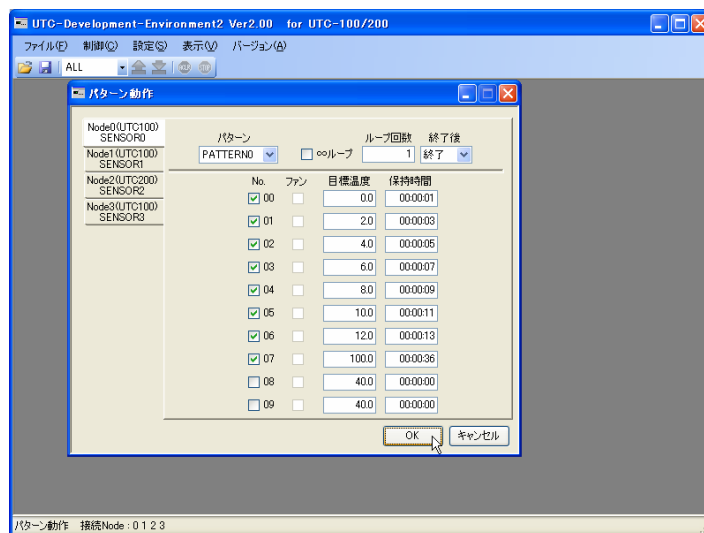 UTC-Development-Environment2 Ver2.00 for UTC-100/200
ファイル(F) 制御(C) 設定(S) 表示(V) バージョン(A)
ALL
パターン動作
Node0(UTC100)
SENSOR0
Node1(UTC100)
SENSOR1
Node2(UTC200)
SENSOR2
Node3(UTC100)
SENSOR3
パターン ループ回数 終了後
PATTERN0 ∞ループ 1 終了
No. ファン 目標温度 保持時間
00 0.0 00:00:01
01 2.0 00:00:03
02 4.0 00:00:05
03 6.0 00:00:07
04 8.0 00:00:09
05 10.0 00:00:11
06 12.0 00:00:13
07 100.0 00:00:36
08 40.0 00:00:00
09 40.0 00:00:00
OK キャンセル
パターン動作 接続Node : 0 1 2 3